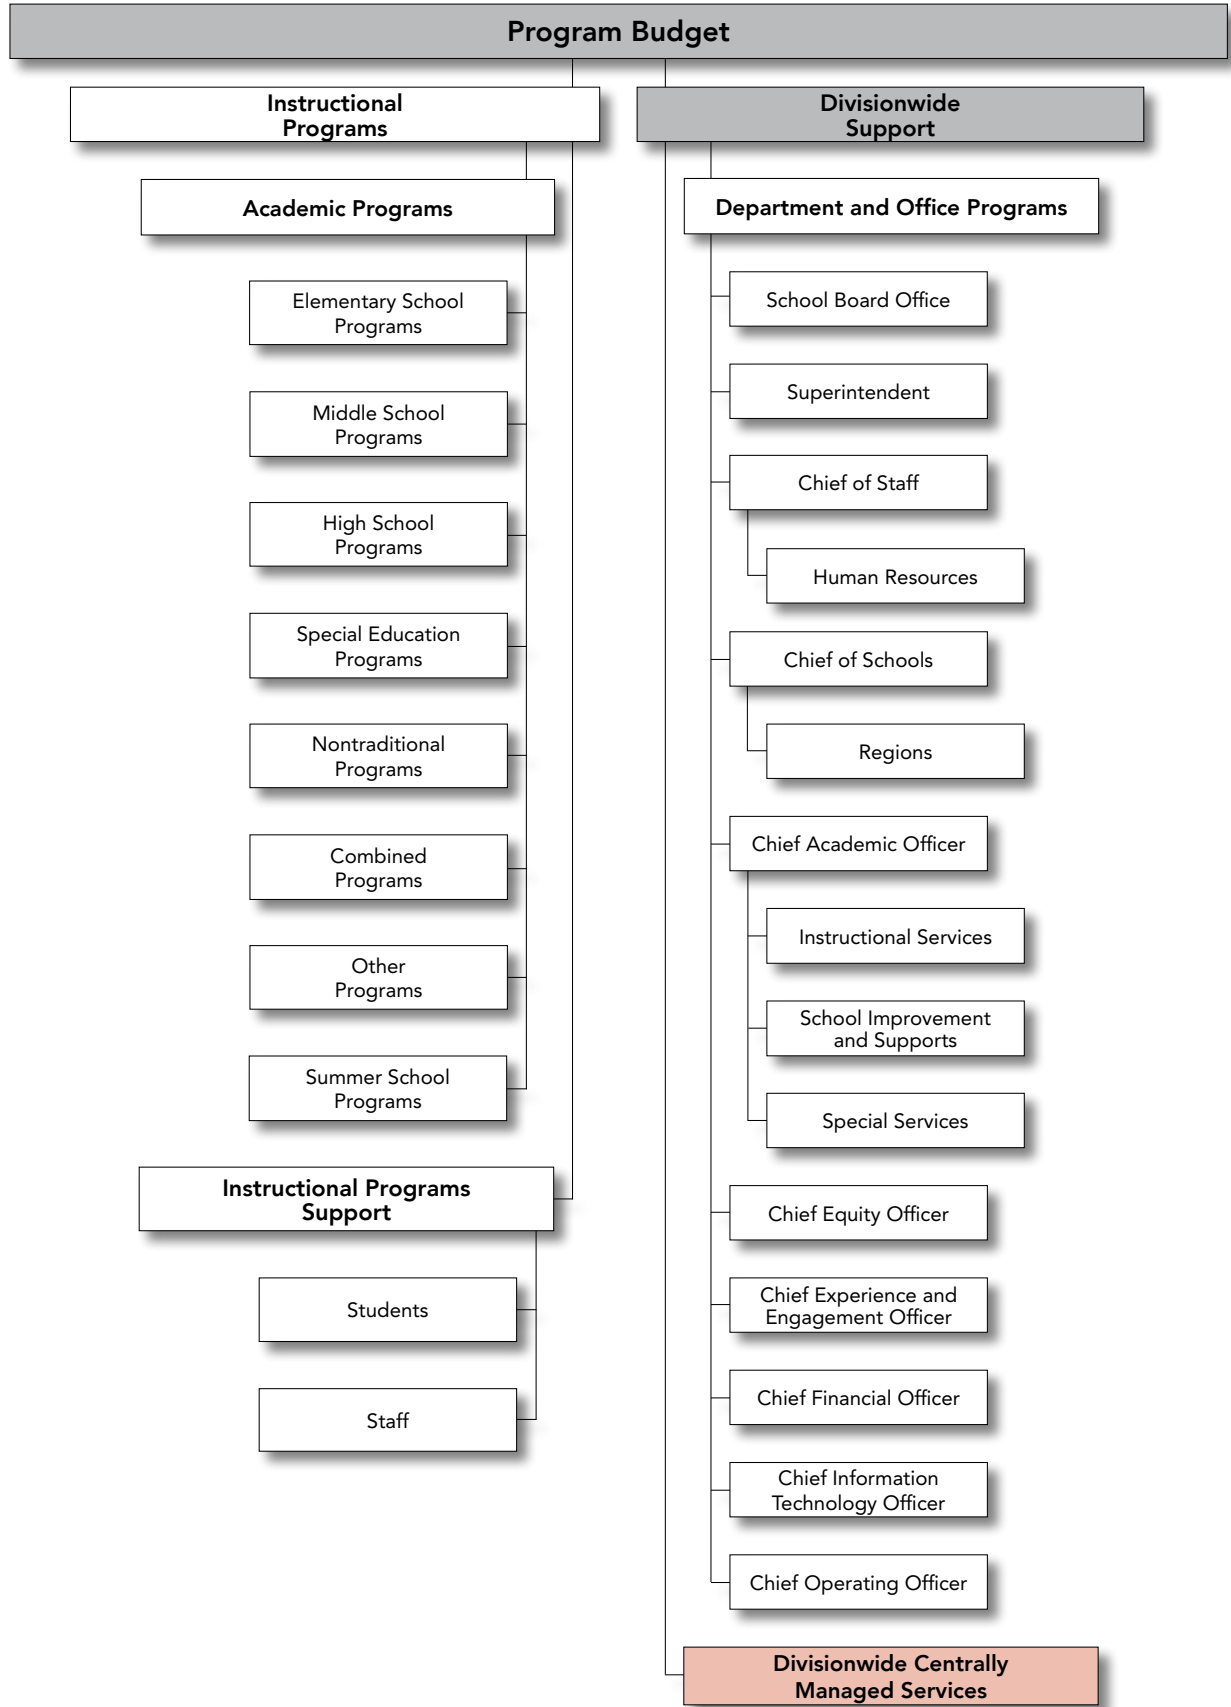 Program Budget
Instructional
Programs
Academic Programs
Elementary School
Programs
Middle School
Programs
High School
Programs
Special Education
Programs
Nontraditional
Programs
Combined
Programs
Other
Programs
Summer School
Programs
Instructional Programs
Support
Students
Staff
Divisionwide
Support
Department and Office Programs
School Board Office
Superintendent
Chief of Staff
Human Resources
Chief of Schools
Regions
Chief Academic Officer
Instructional Services
School Improvement
and Supports
Special Services
Chief Equity Officer
Chief Experience and
Engagement Officer
Chief Financial Officer
Chief Information
Technology Officer
Chief Operating Officer
Divisionwide Centrally
Managed Services